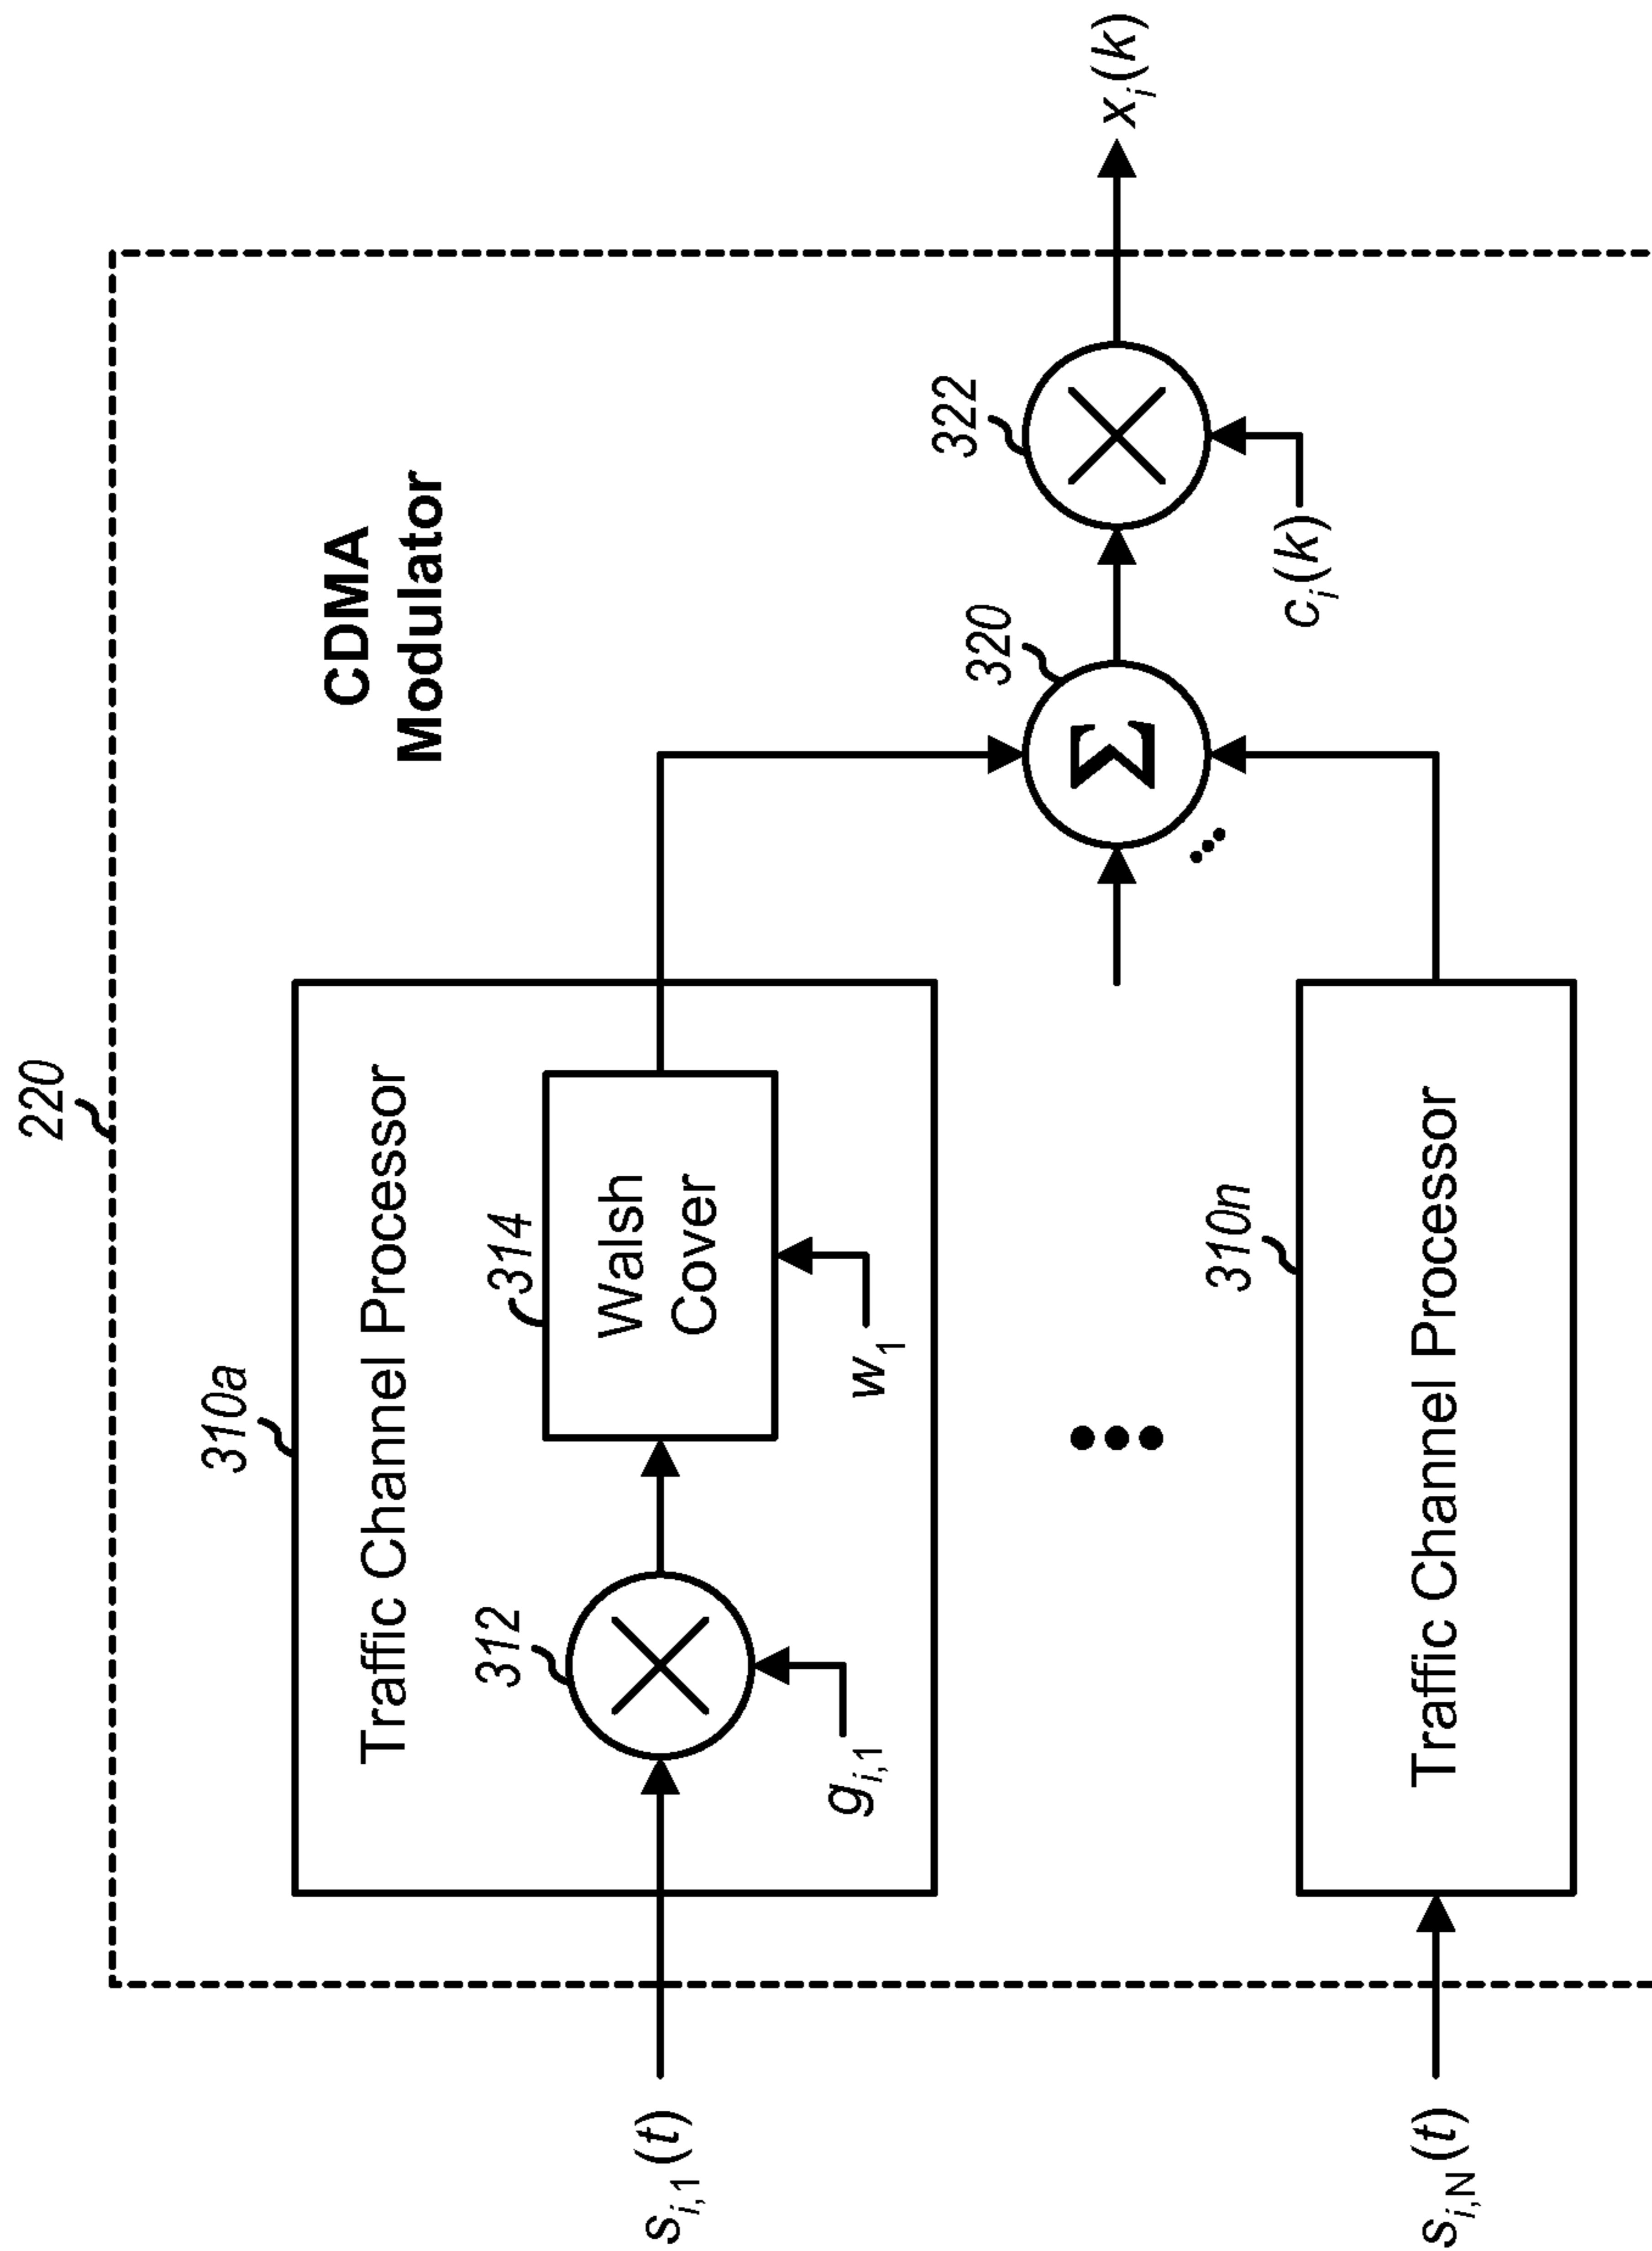 220
CDMA
Modulator
310a
Traffic Channel Processor
312
314
Walsh
Cover
s_{i,1}(t)
g_{i,1}
w_1
320
Σ
322
x_i(k)
c_i(k)
310n
Traffic Channel Processor
s_{i,N}(t)